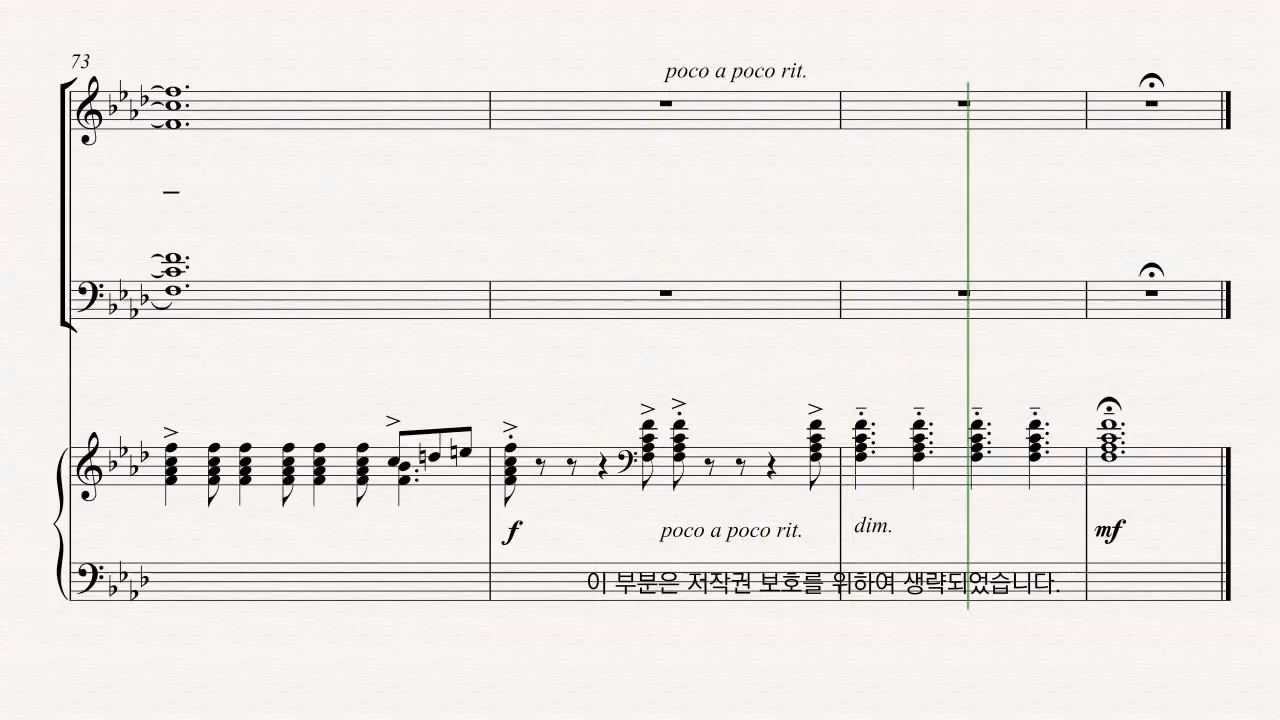 73
poco a poco rit.
f
poco a poco rit.
dim.
mf
이 부분은 저작권 보호를 위하여 생략되었습니다.